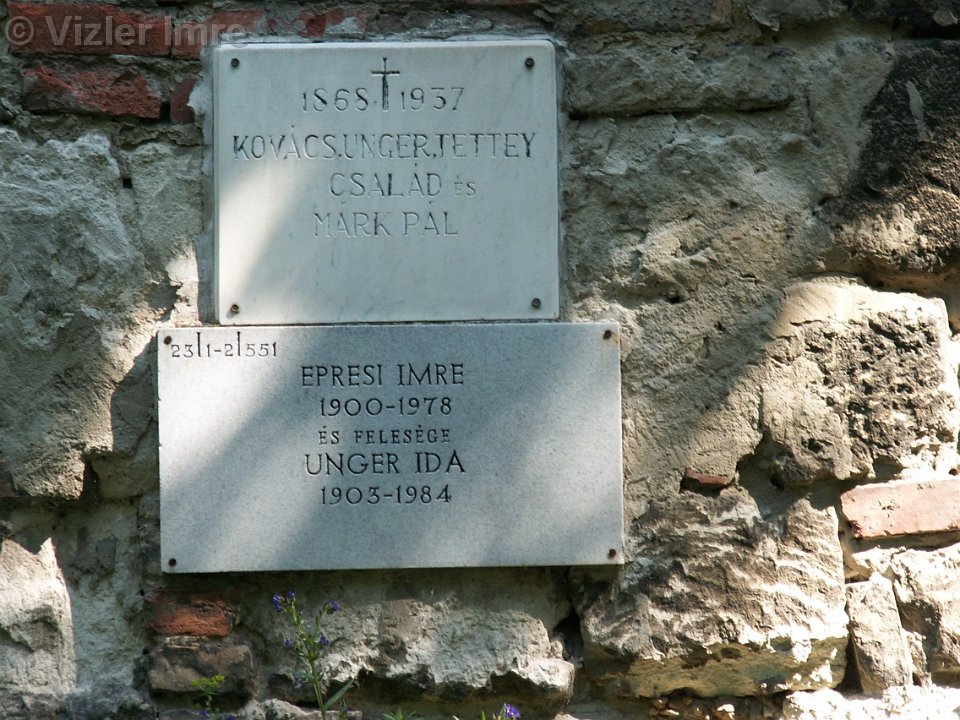 © Vizler Imre
1868 † 1937
KOVÁCS.UNGER.TETTEY
CSALÁD ÉS
MÁRK PÁL
23/1-2/551
EPRESI IMRE
1900-1978
ÉS FELESÉGE
UNGER IDA
1903-1984